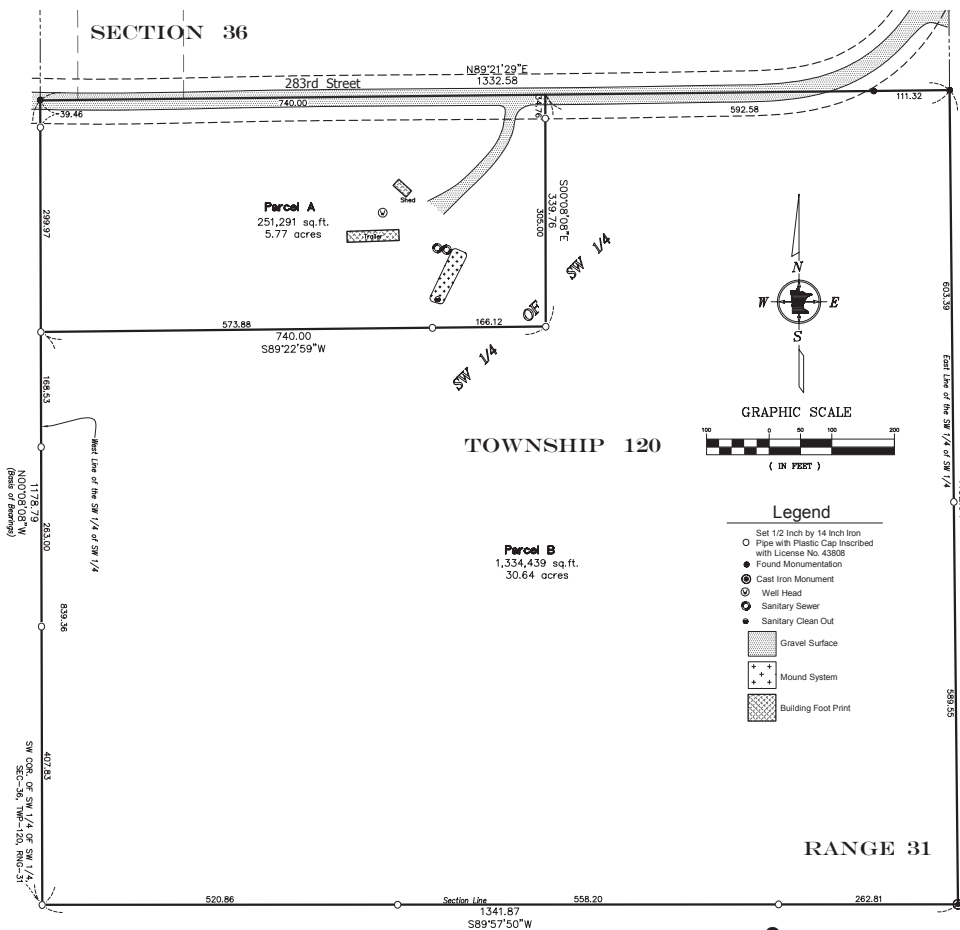 SECTION 36
N89°21'29"E
283rd Street
1332.58
740.00
592.58
111.32
39.46
34.76
S00°08'08"E
339.76
305.00
299.97
Parcel A
251,291 sq.ft.
5.77 acres
Shed
W
Trailer
SW 1/4
OF
SW 1/4
573.88
166.12
740.00
S89°22'59"W
N
W
E
S
603.39
East Line of the SW 1/4 of SW 1/4
168.53
West Line of the SW 1/4 of SW 1/4
1178.79
N00°08'08"W
(Basis of Bearings)
263.00
839.36
407.83
GRAPHIC SCALE
100 0 50 100 200
( IN FEET )
TOWNSHIP 120
Parcel B
1,334,439 sq.ft.
30.64 acres
Legend
Set 1/2 Inch by 14 Inch Iron
Pipe with Plastic Cap Inscribed
with License No. 43808
Found Monumentation
Cast Iron Monument
Well Head
Sanitary Sewer
Sanitary Clean Out
Gravel Surface
Mound System
Building Foot Print
589.55
SW COR. OF SW 1/4 OF SW 1/4,
SEC-36, TWP-120, RNG-31
RANGE 31
520.86
Section Line
558.20
262.81
1341.87
S89°57'50"W